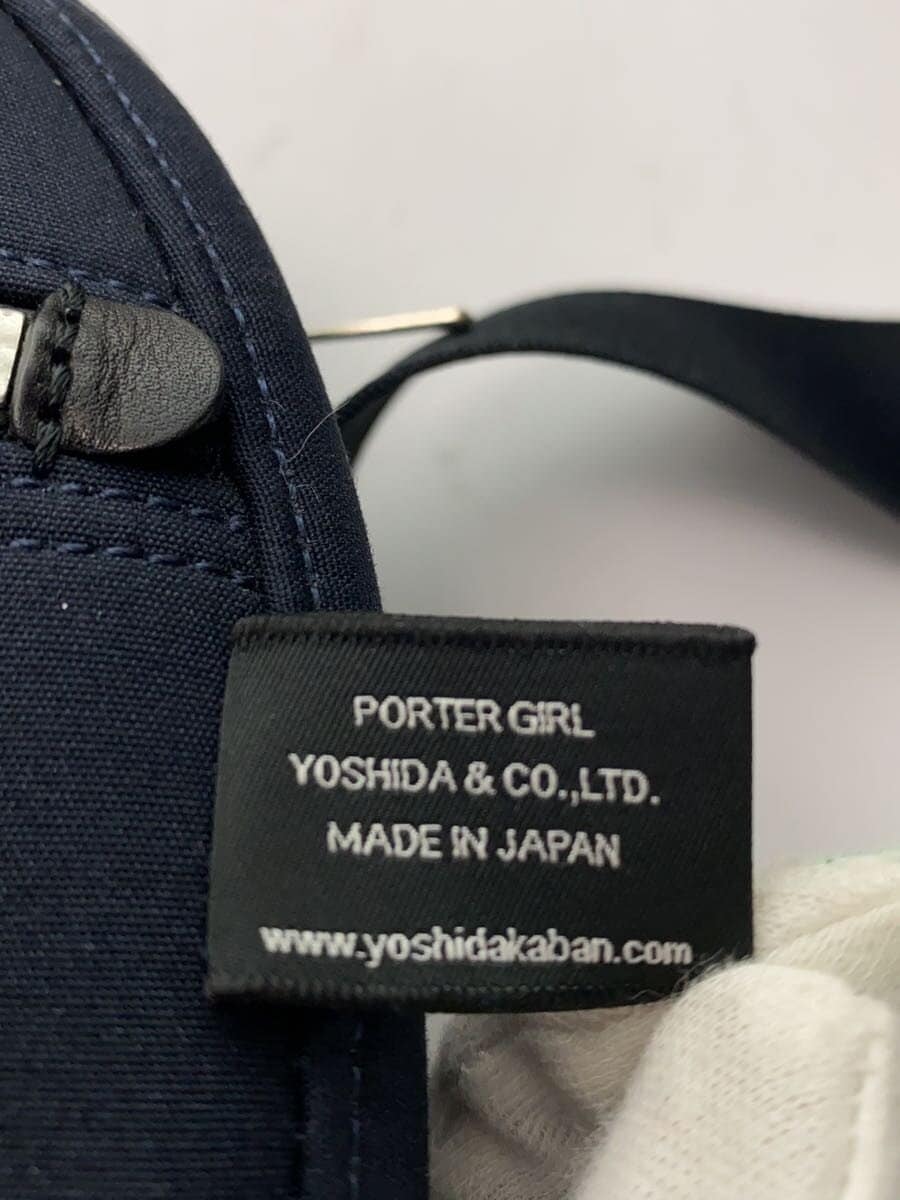 PORTER GIRL
YOSHIDA & CO.,LTD.
MADE IN JAPAN
www.yoshidakaban.com